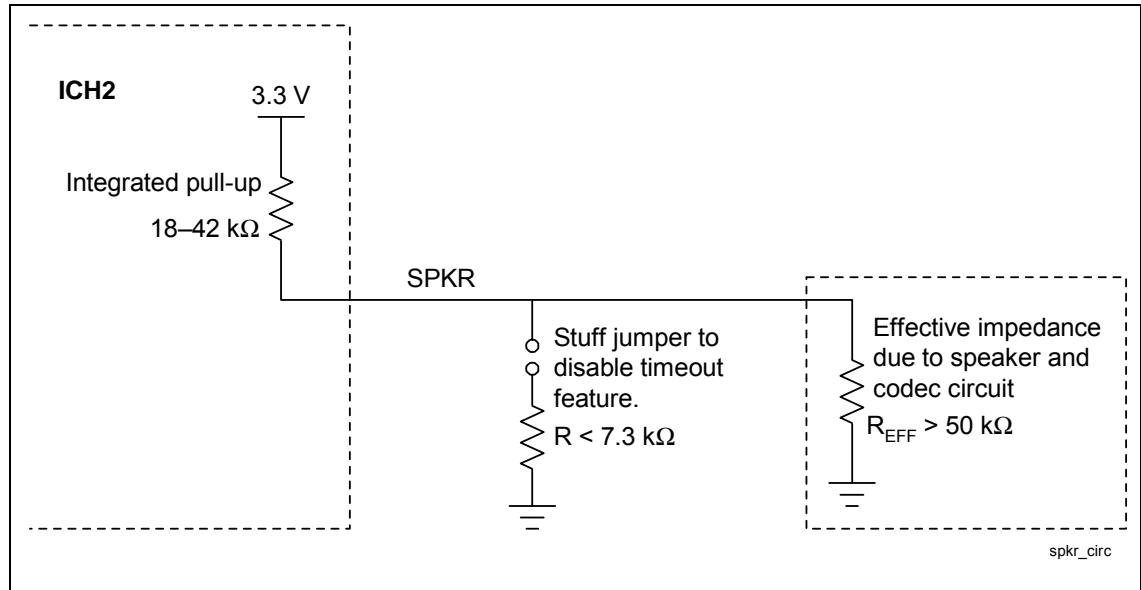 ICH2
3.3 V
Integrated pull-up
18–42 kΩ
SPKR
Stuff jumper to
disable timeout
feature.
R < 7.3 kΩ
Effective impedance
due to speaker and
codec circuit
R_EFF > 50 kΩ
spkr_circ